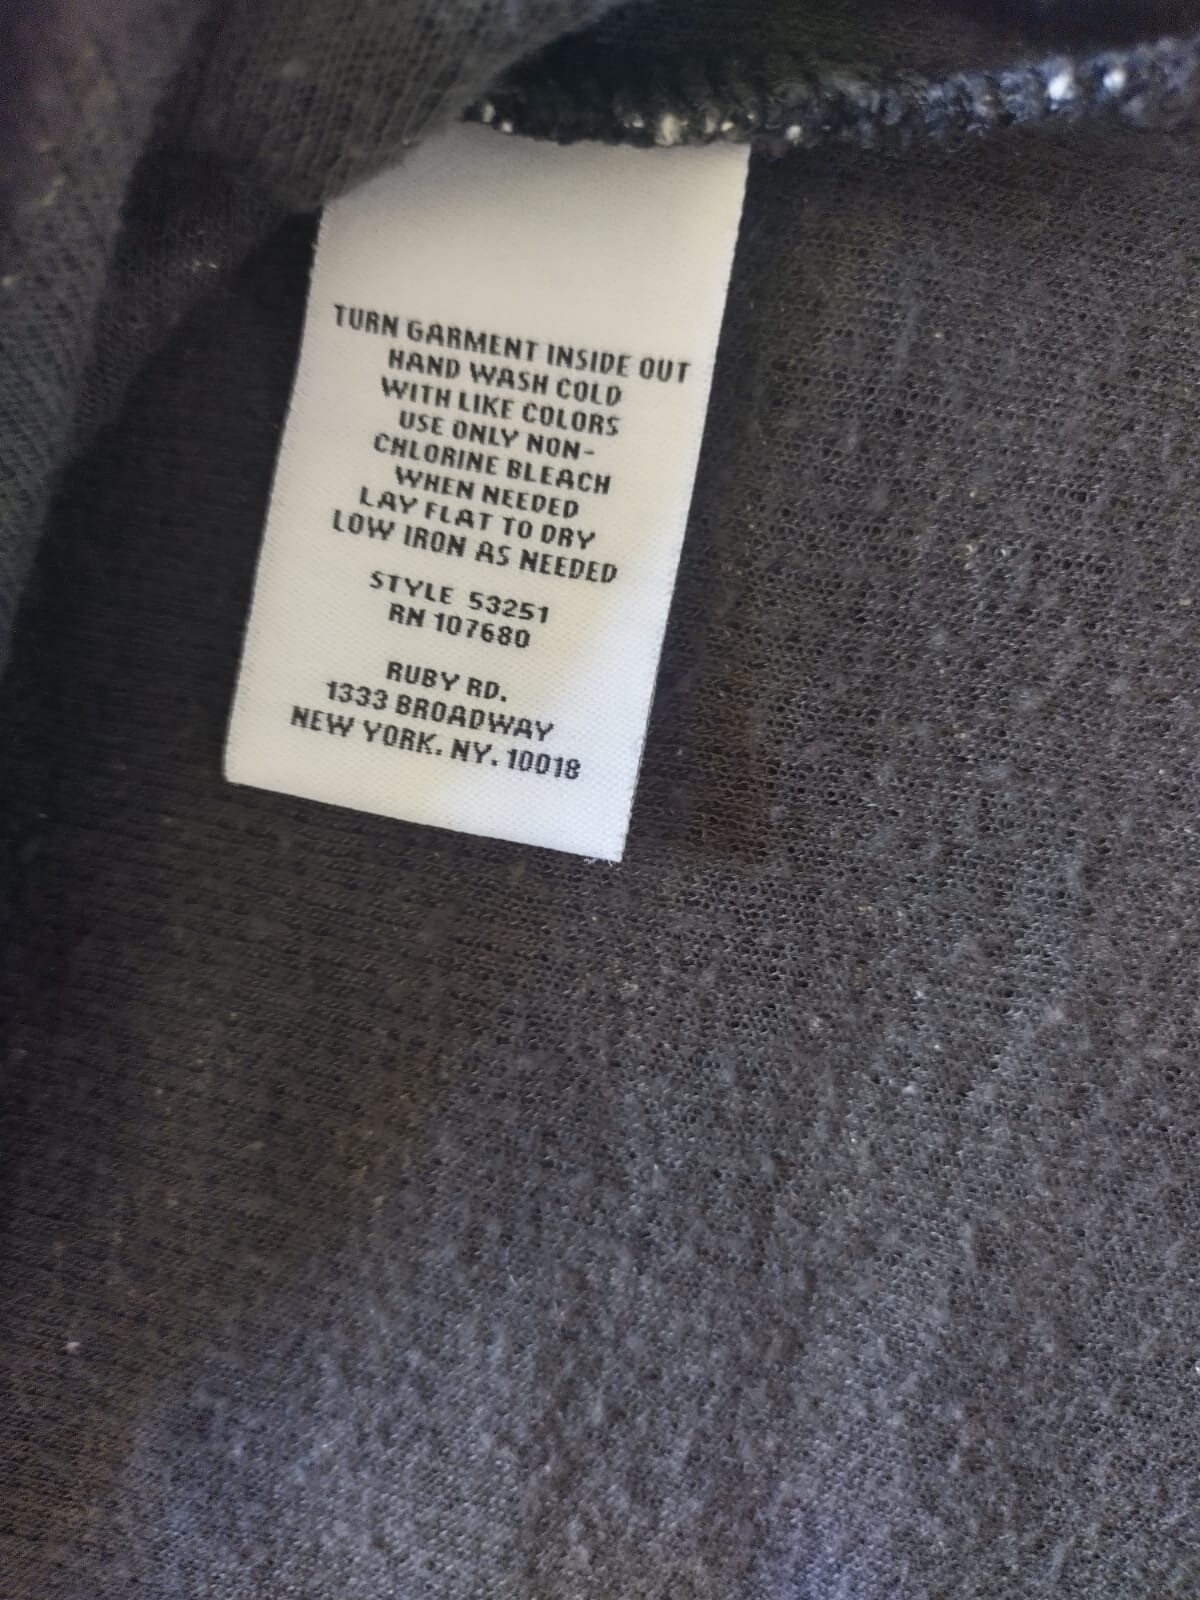 TURN GARMENT INSIDE OUT
HAND WASH COLD
WITH LIKE COLORS
USE ONLY NON-
CHLORINE BLEACH
WHEN NEEDED
LAY FLAT TO DRY
LOW IRON AS NEEDED
STYLE 53251
RN 107680
RUBY RD.
1333 BROADWAY
NEW YORK. NY. 10018